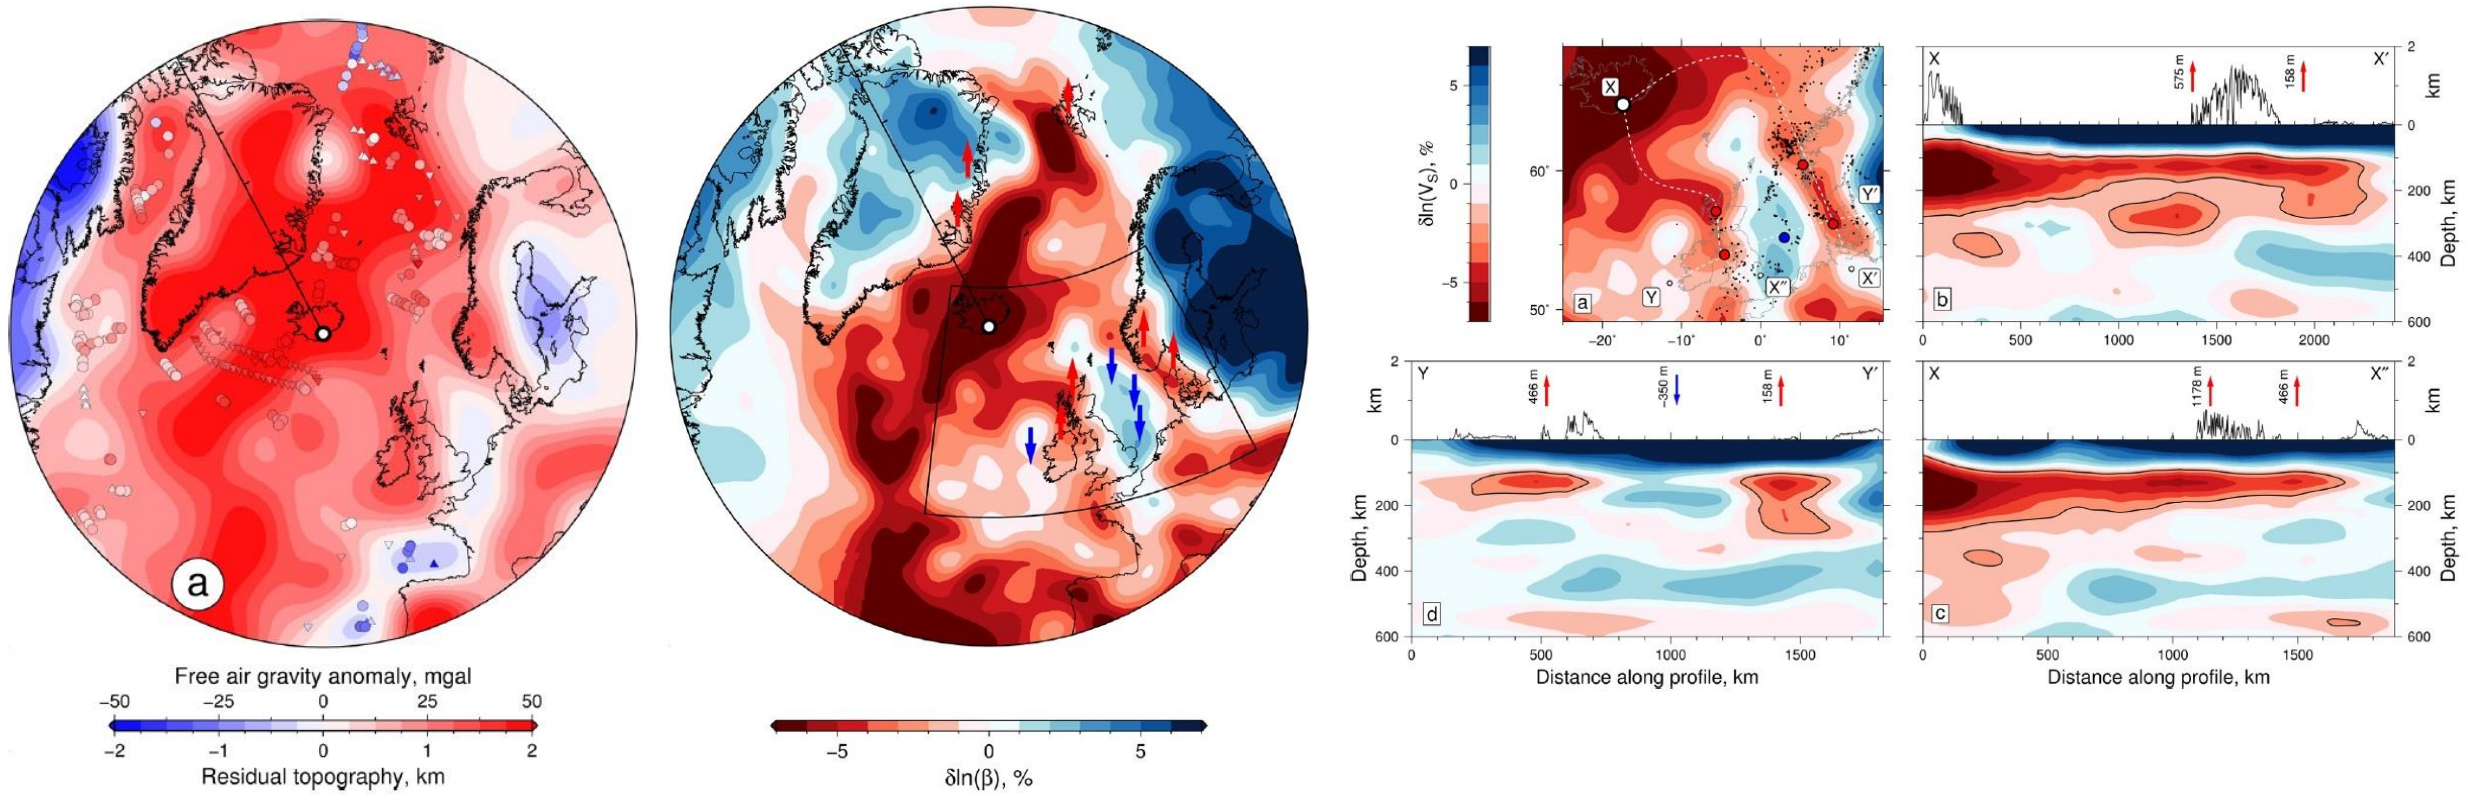 a
Free air gravity anomaly, mgal
−50 −25 0 25 50
−2 −1 0 1 2
Residual topography, km
−5 0 5
δln(β), %
5
0
−5
δln(VS), %
60˚
50˚
−20˚ −10˚ 0˚ 10˚
X
Y
Y′
X′
X″
a
X X′
575 m
158 m
2
0
km
0
200
400
600
Depth, km
b
0 500 1000 1500 2000
Y Y′
466 m
−350 m
158 m
2
0
km
0
200
400
600
Depth, km
d
0 500 1000 1500
Distance along profile, km
X X″
1178 m
466 m
2
0
km
0
200
400
600
Depth, km
c
0 500 1000 1500
Distance along profile, km